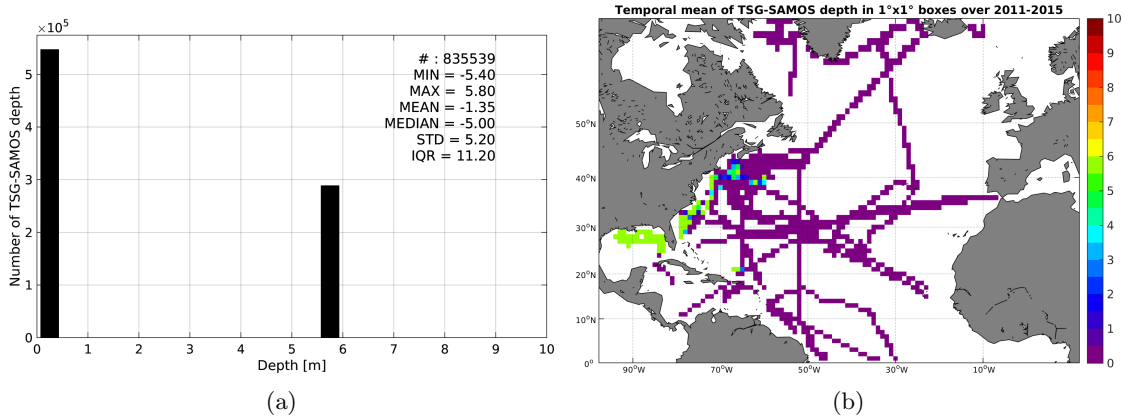 ×10⁵
5
4
3
2
1
0
Number of TSG-SAMOS depth
# : 835539
MIN = -5.40
MAX = 5.80
MEAN = -1.35
MEDIAN = -5.00
STD = 5.20
IQR = 11.20
0 1 2 3 4 5 6 7 8 9 10
Depth [m]
(a)
Temporal mean of TSG-SAMOS depth in 1°x1° boxes over 2011-2015
50°N
40°N
30°N
20°N
10°N
0°
90°W 70°W 50°W 30°W 10°W
10
9
8
7
6
5
4
3
2
1
0
(b)